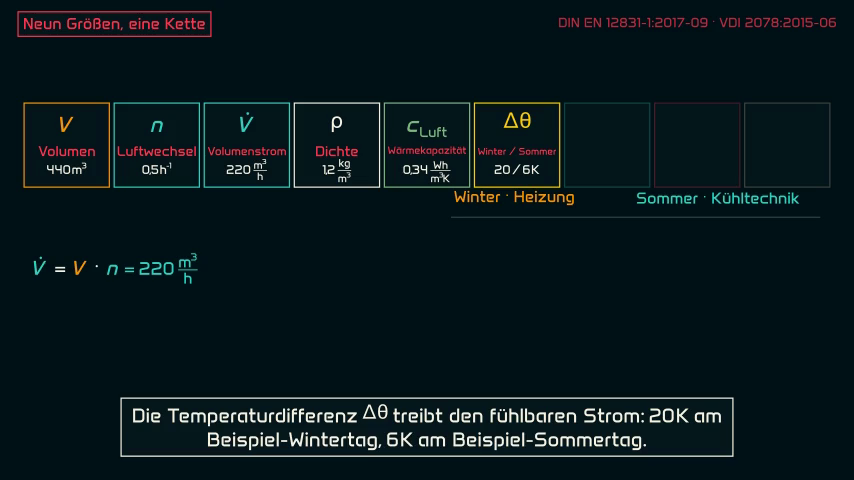 Neun Größen, eine Kette
DIN EN 12831-1:2017-09 · VDI 2078:2015-06
V
Volumen
440m³
n
Luftwechsel
0,5h⁻¹
V̇
Volumenstrom
220 m³/h
ρ
Dichte
1,2 kg/m³
c_Luft
Wärmekapazität
0,34 Wh/m³K
Δθ
Winter / Sommer
20/6K
Winter · Heizung
Sommer · Kühltechnik
V̇ = V · n = 220 m³/h
Die Temperaturdifferenz Δθ treibt den fühlbaren Strom: 20K am
Beispiel-Wintertag, 6K am Beispiel-Sommertag.